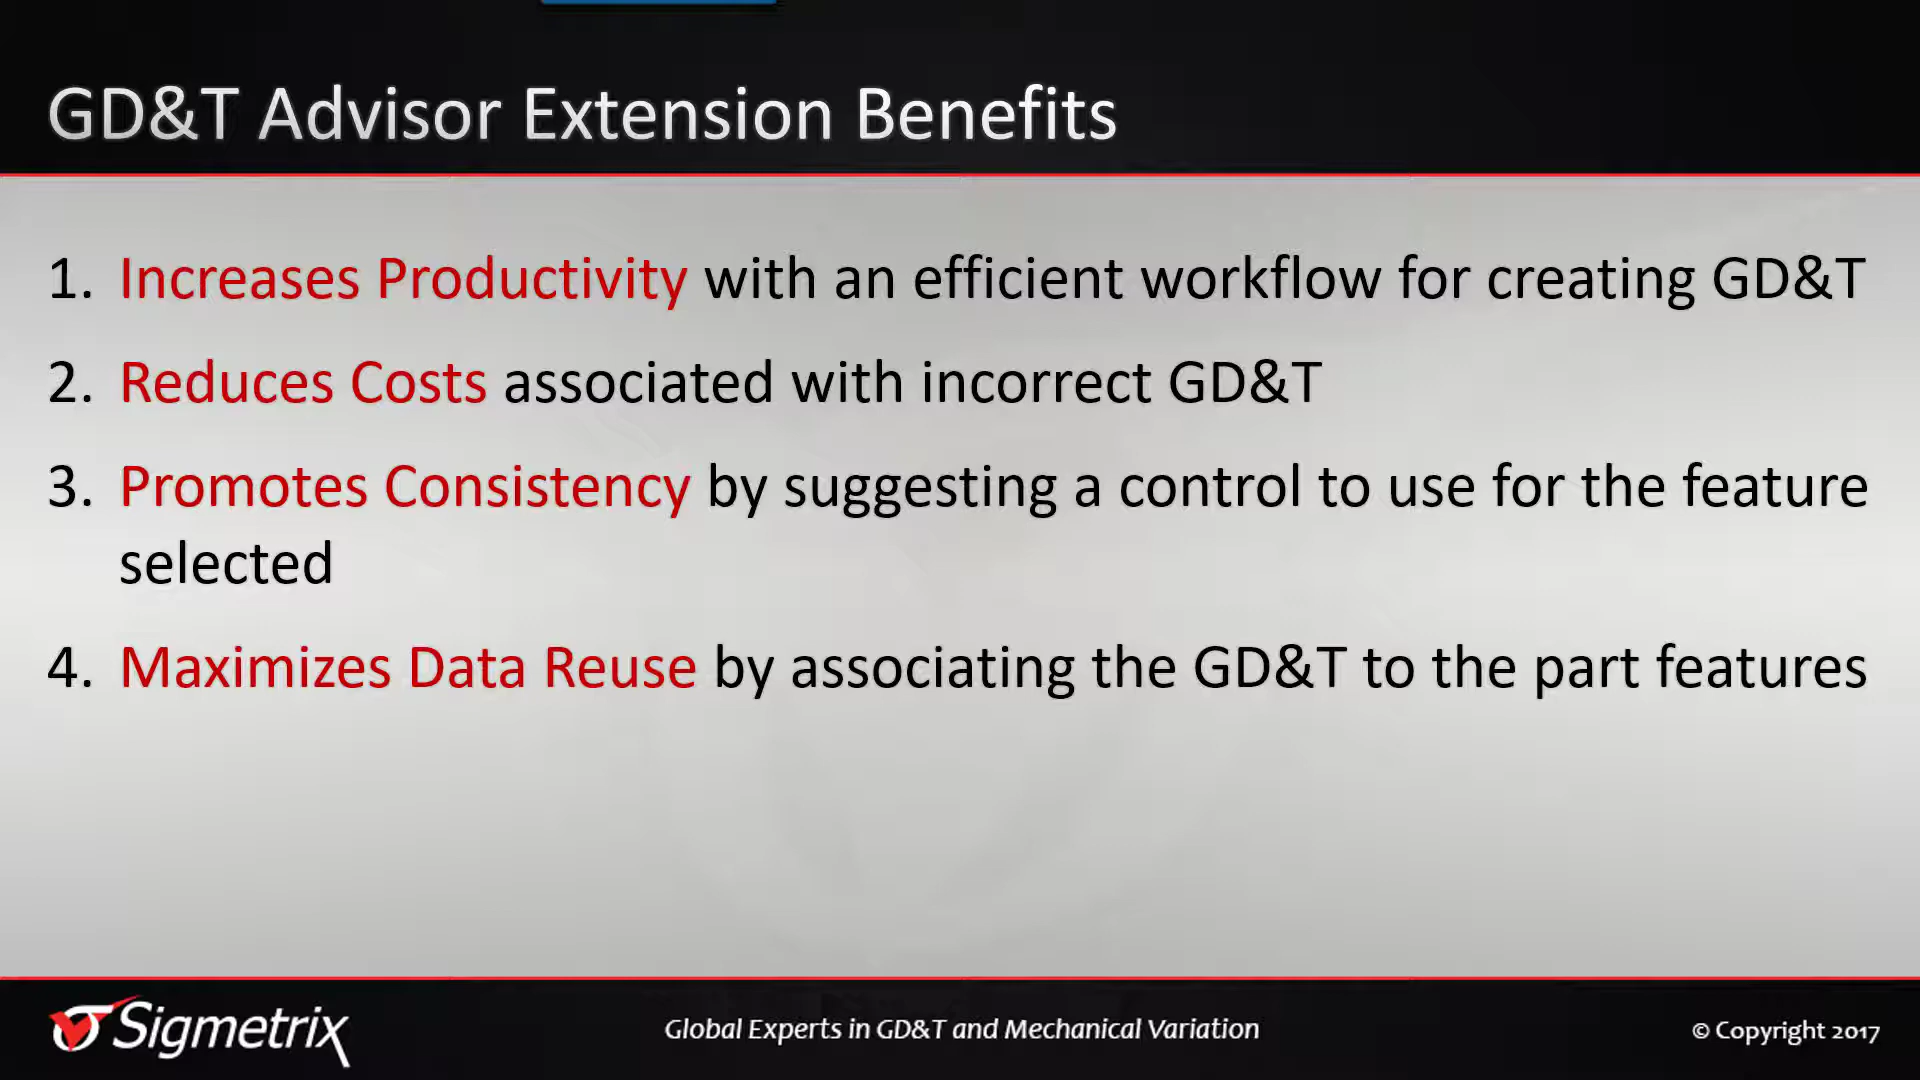 GD&T Advisor Extension Benefits
1. Increases Productivity with an efficient workflow for creating GD&T
2. Reduces Costs associated with incorrect GD&T
3. Promotes Consistency by suggesting a control to use for the feature
selected
4. Maximizes Data Reuse by associating the GD&T to the part features
Sigmetrix
Global Experts in GD&T and Mechanical Variation
© Copyright 2017